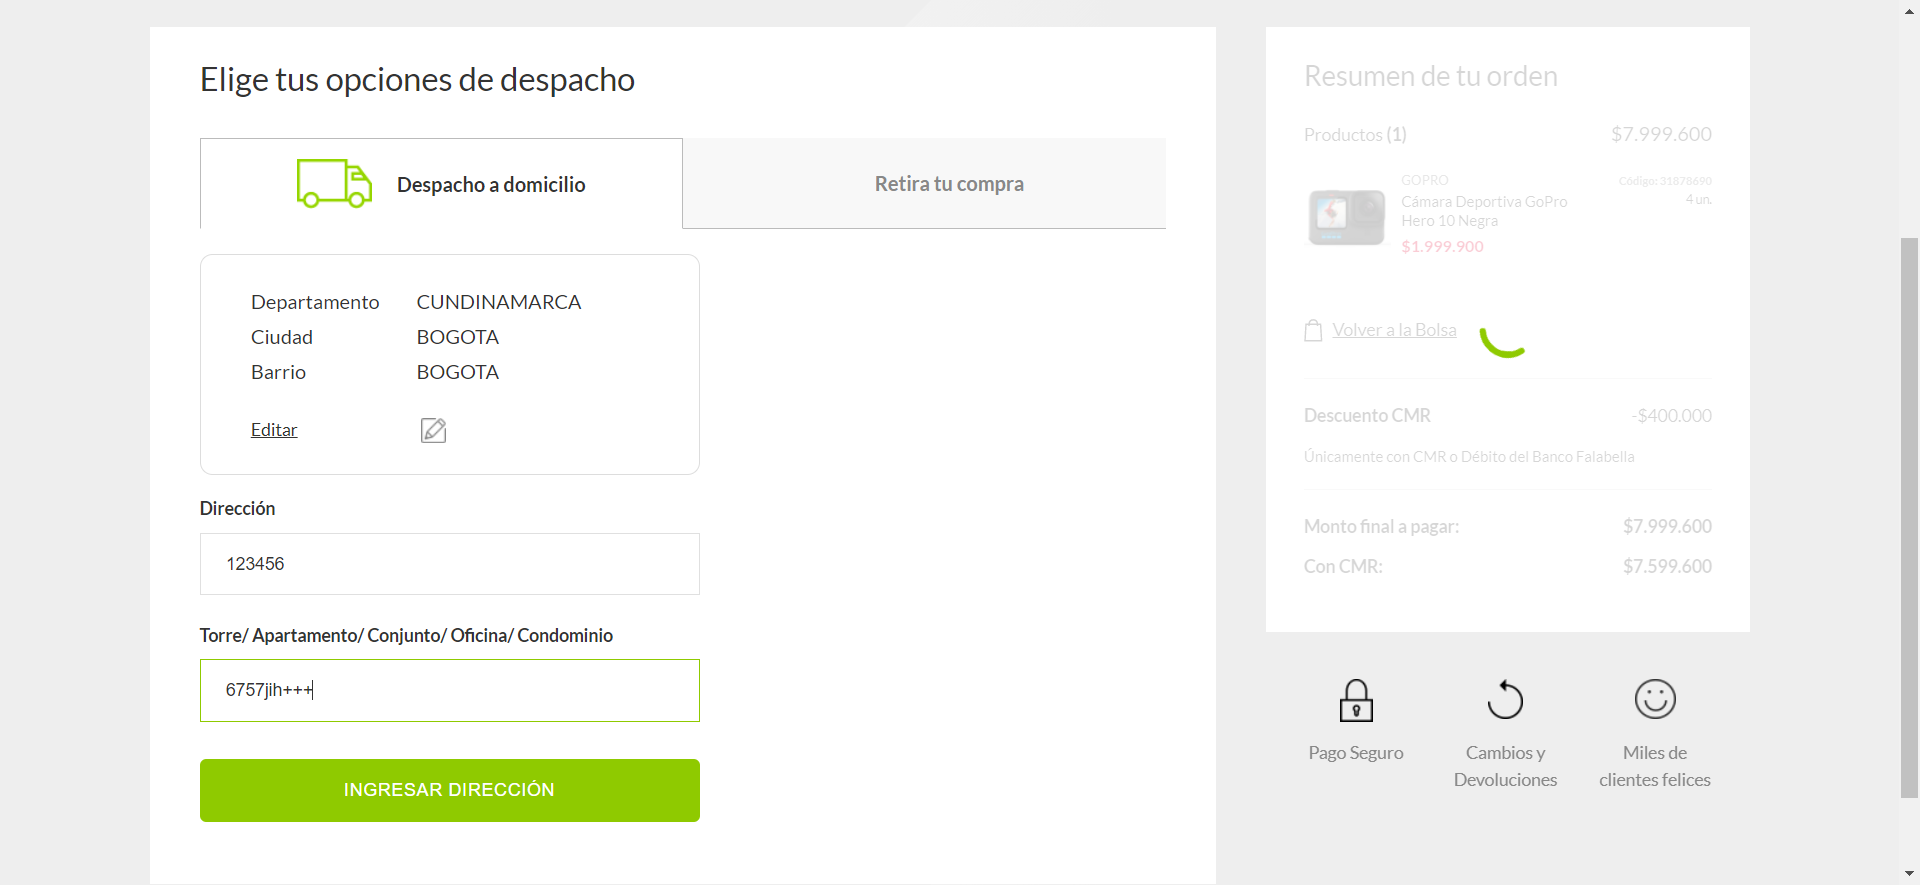 Elige tus opciones de despacho
Despacho a domicilio
Retira tu compra
Departamento CUNDINAMARCA
Ciudad BOGOTA
Barrio BOGOTA
Editar
Dirección
123456
Torre/ Apartamento/ Conjunto/ Oficina/ Condominio
6757jih+++
INGRESAR DIRECCIÓN
Resumen de tu orden
Productos (1) $7.999.600
GOPRO Código: 31878690
Cámara Deportiva GoPro 4 un.
Hero 10 Negra
$1.999.900
Volver a la Bolsa
Descuento CMR -$400.000
Únicamente con CMR o Débito del Banco Falabella
Monto final a pagar: $7.999.600
Con CMR: $7.599.600
Pago Seguro
Cambios y
Devoluciones
Miles de
clientes felices